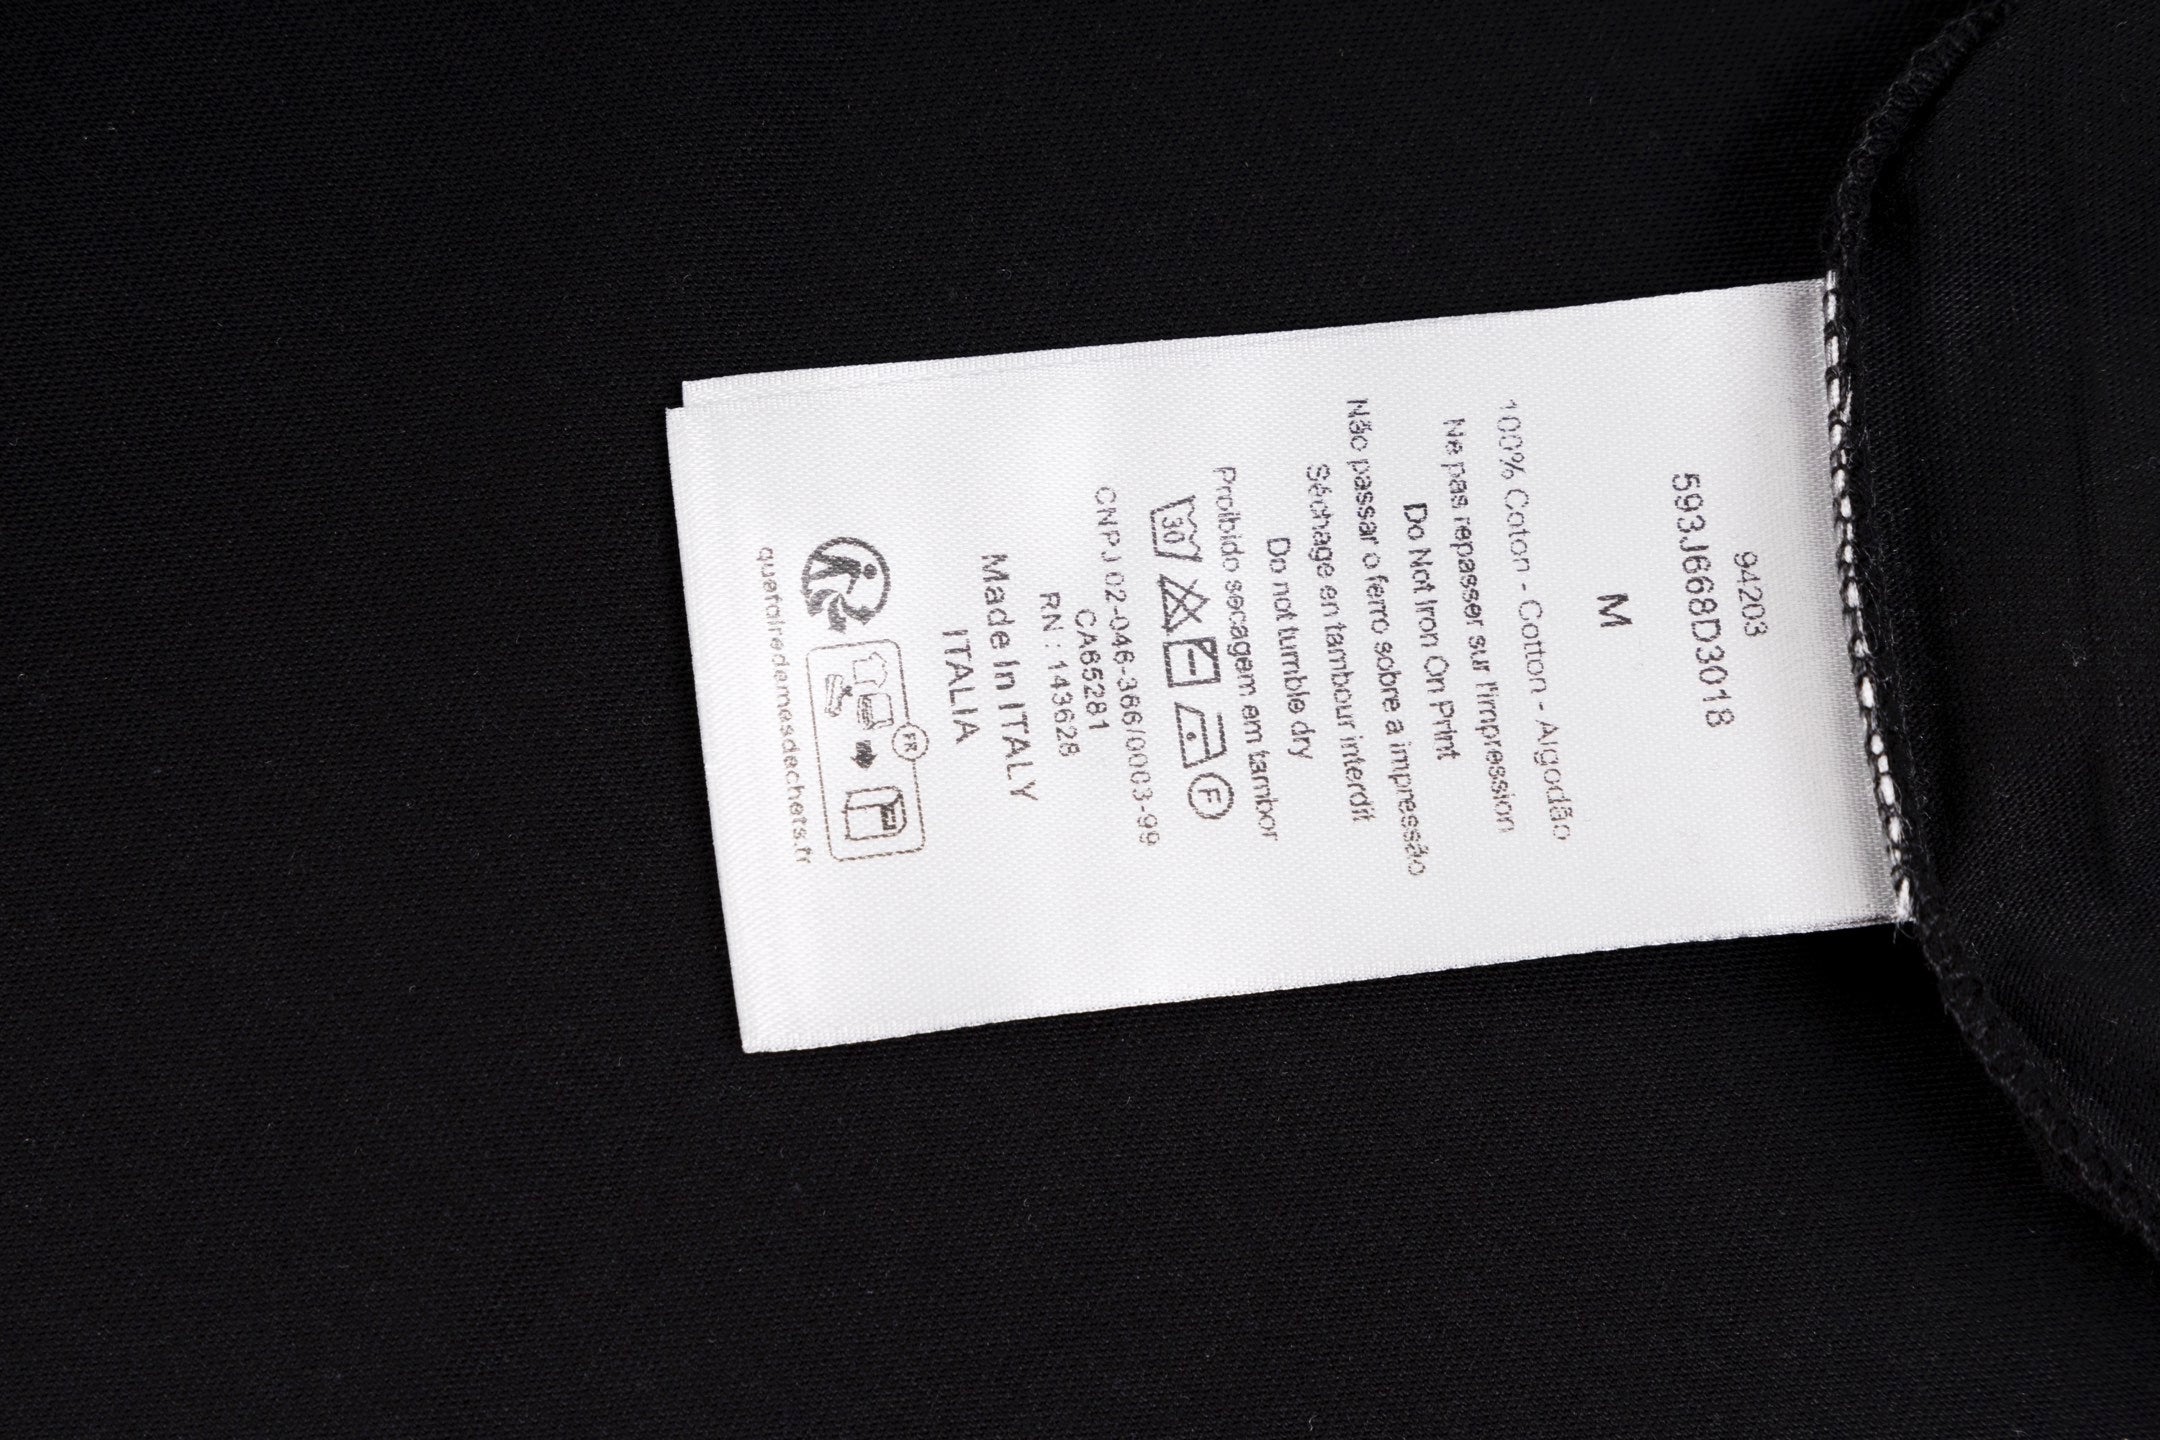 94203
593J668D3018
M
100% Coton - Cotton - Algodão
Ne pas repasser sur l'impression
Do Not Iron On Print
Não passar o ferro sobre a impressão
Séchage en tambour interdit
Do not tumble dry
Proibido secagem em tambor
30 F
CNPJ 02-046-366/0003-99
CA65281
RN : 143628
Made In ITALY
ITALIA
FR
quefairedemesdechets.fr